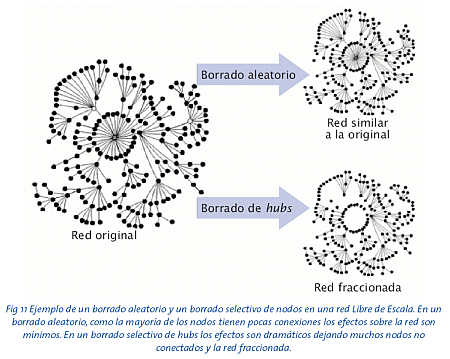 Borrado aleatorio
Red similar
a la original
Borrado de hubs
Red original
Red fraccionada
Fig 11 Ejemplo de un borrado aleatorio y un borrado selectivo de nodos en una red Libre de Escala. En un
borrado aleatorio, como la mayoría de los nodos tienen pocas conexiones los efectos sobre la red son
mínimos. En un borrado selectivo de hubs los efectos son dramáticos dejando muchos nodos no
conectados y la red fraccionada.